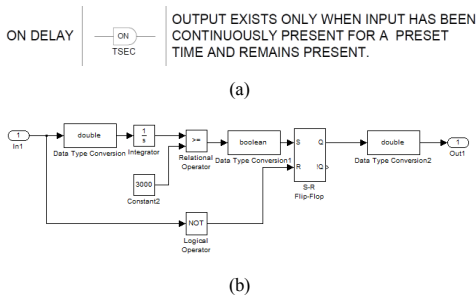 ON DELAY
ON
TSEC
OUTPUT EXISTS ONLY WHEN INPUT HAS BEEN
CONTINUOUSLY PRESENT FOR A PRESET
TIME AND REMAINS PRESENT.
(a)
1
In1
double
Data Type Conversion
1
s
Integrator
>=
Relational
Operator
3000
Constant2
boolean
Data Type Conversion1
NOT
Logical
Operator
S
Q
R
!Q
S-R
Flip-Flop
double
Data Type Conversion2
1
Out1
(b)